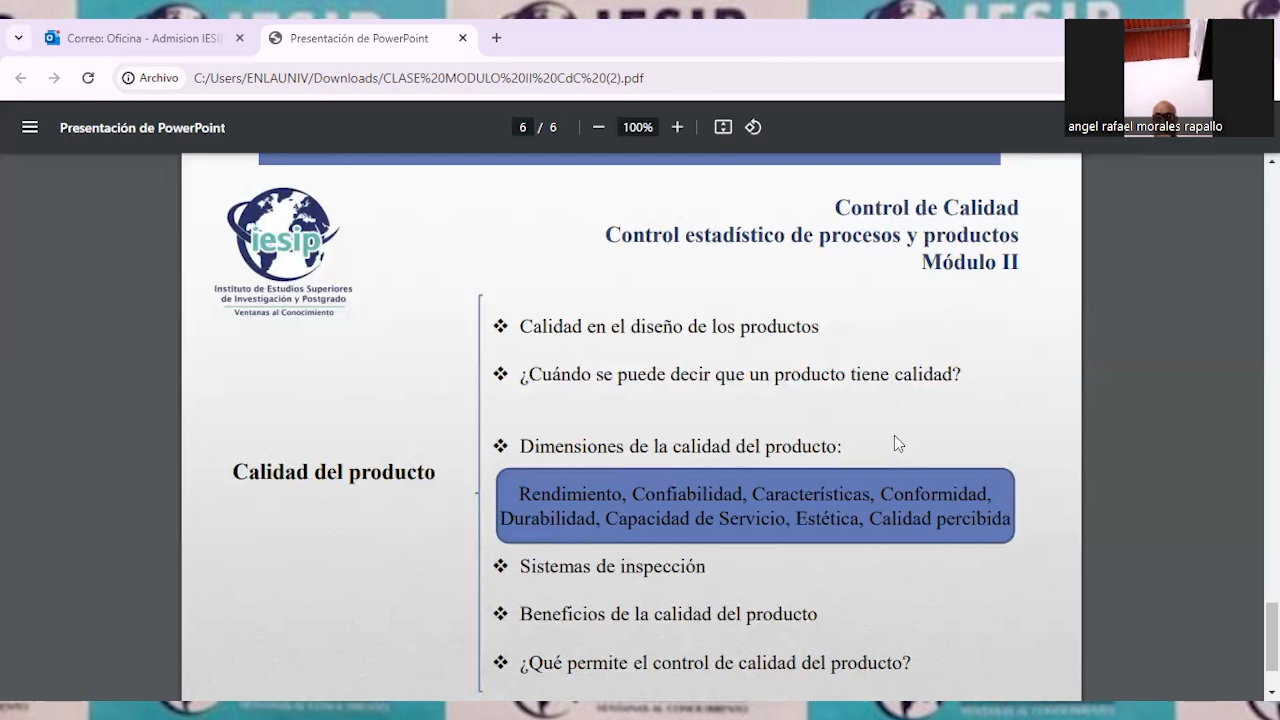 Correo: Oficina - Admision IESI
Presentación de PowerPoint
Archivo
C:/Users/ENLAUNIV/Downloads/CLASE%20MODULO%20II%20CdC%20(2).pdf
angel rafael morales rapallo
Presentación de PowerPoint
6 / 6
100%
iesip
Instituto de Estudios Superiores
de Investigación y Postgrado
Ventanas al Conocimiento
Control de Calidad
Control estadístico de procesos y productos
Módulo II
Calidad del producto
❖ Calidad en el diseño de los productos
❖ ¿Cuándo se puede decir que un producto tiene calidad?
❖ Dimensiones de la calidad del producto:
Rendimiento, Confiabilidad, Características, Conformidad,
Durabilidad, Capacidad de Servicio, Estética, Calidad percibida
❖ Sistemas de inspección
❖ Beneficios de la calidad del producto
❖ ¿Qué permite el control de calidad del producto?